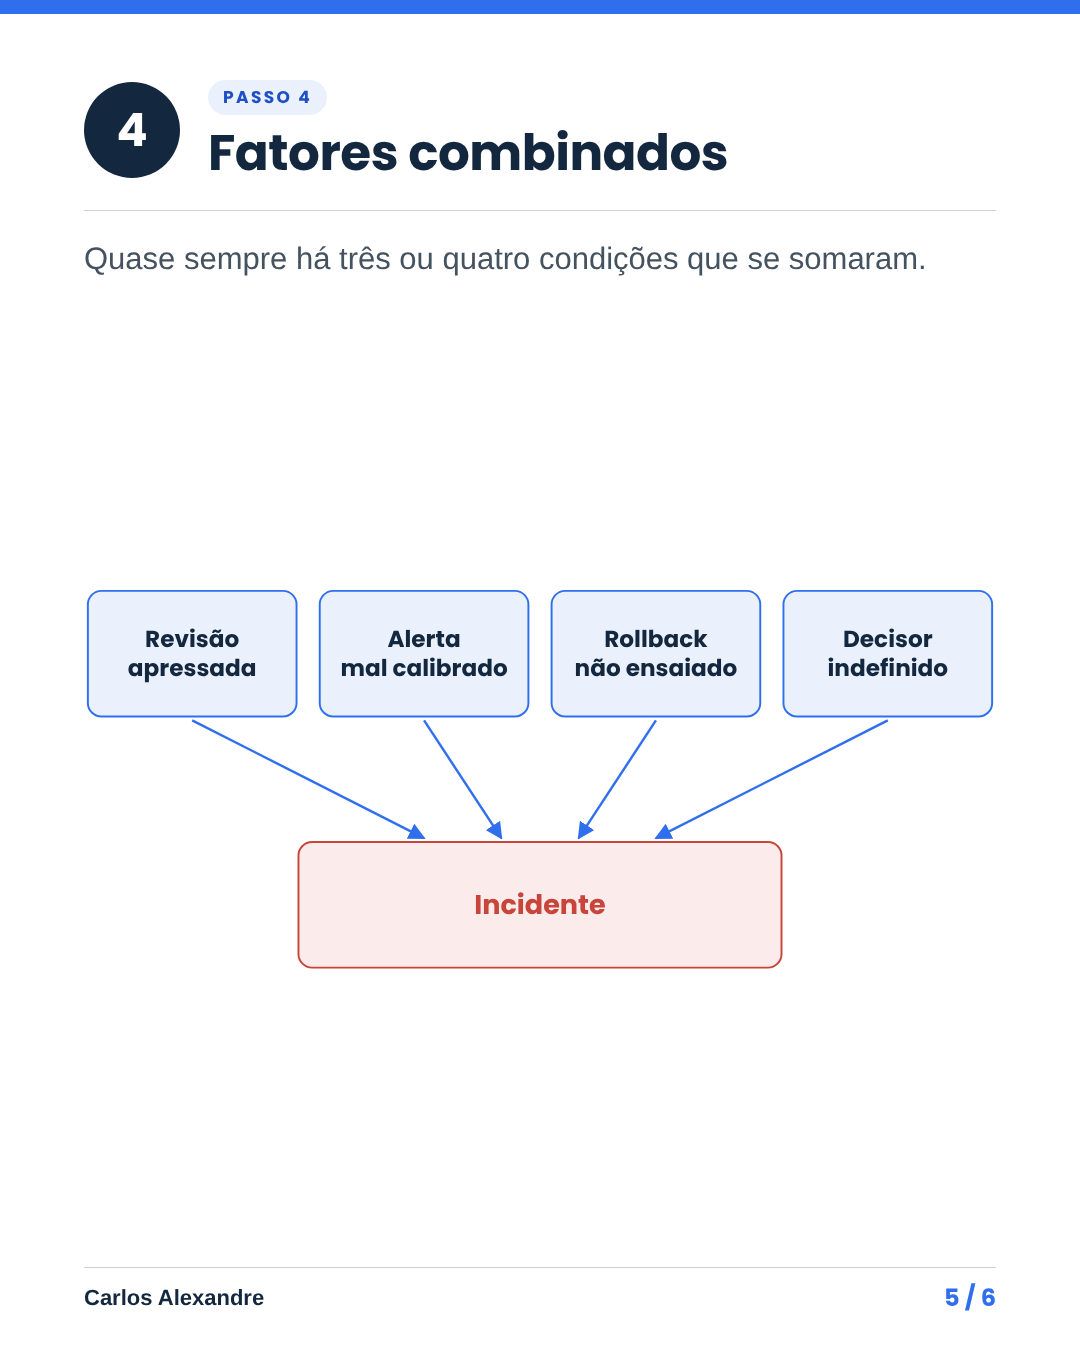 4
PASSO 4
Fatores combinados
Quase sempre há três ou quatro condições que se somaram.
Revisão
apressada
Alerta
mal calibrado
Rollback
não ensaiado
Decisor
indefinido
Incidente
Carlos Alexandre
5 / 6